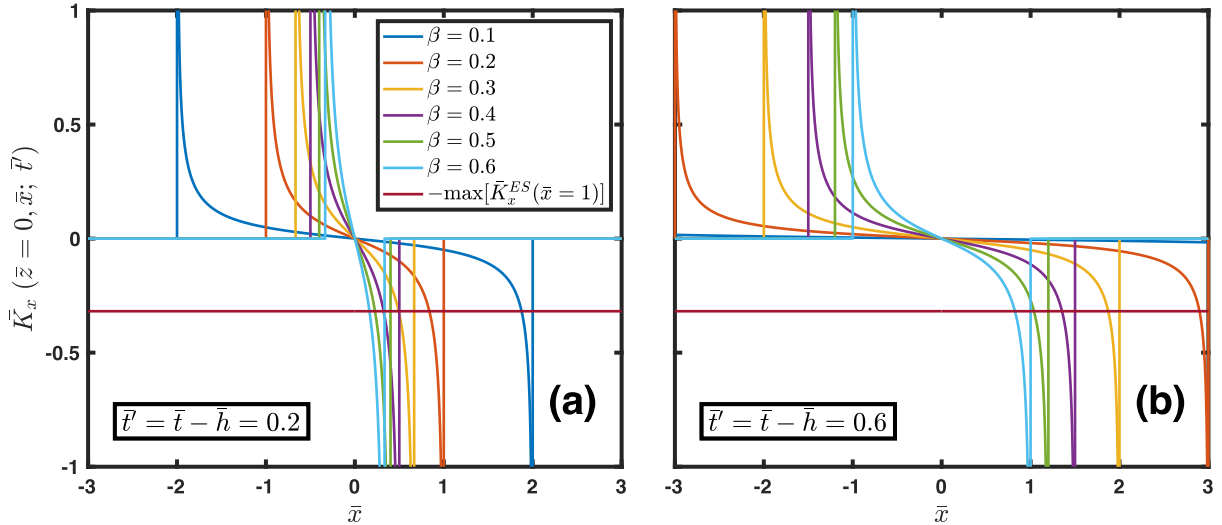 K̄ₓ (z̄ = 0, x̄; t̄′)
1
0.5
0
-0.5
-1
β = 0.1
β = 0.2
β = 0.3
β = 0.4
β = 0.5
β = 0.6
−max[K̄ₓᴱˢ(x̄ = 1)]
t̄′ = t̄ − h̄ = 0.2
(a)
-3 -2 -1 0 1 2 3
x̄
t̄′ = t̄ − h̄ = 0.6
(b)
-3 -2 -1 0 1 2 3
x̄